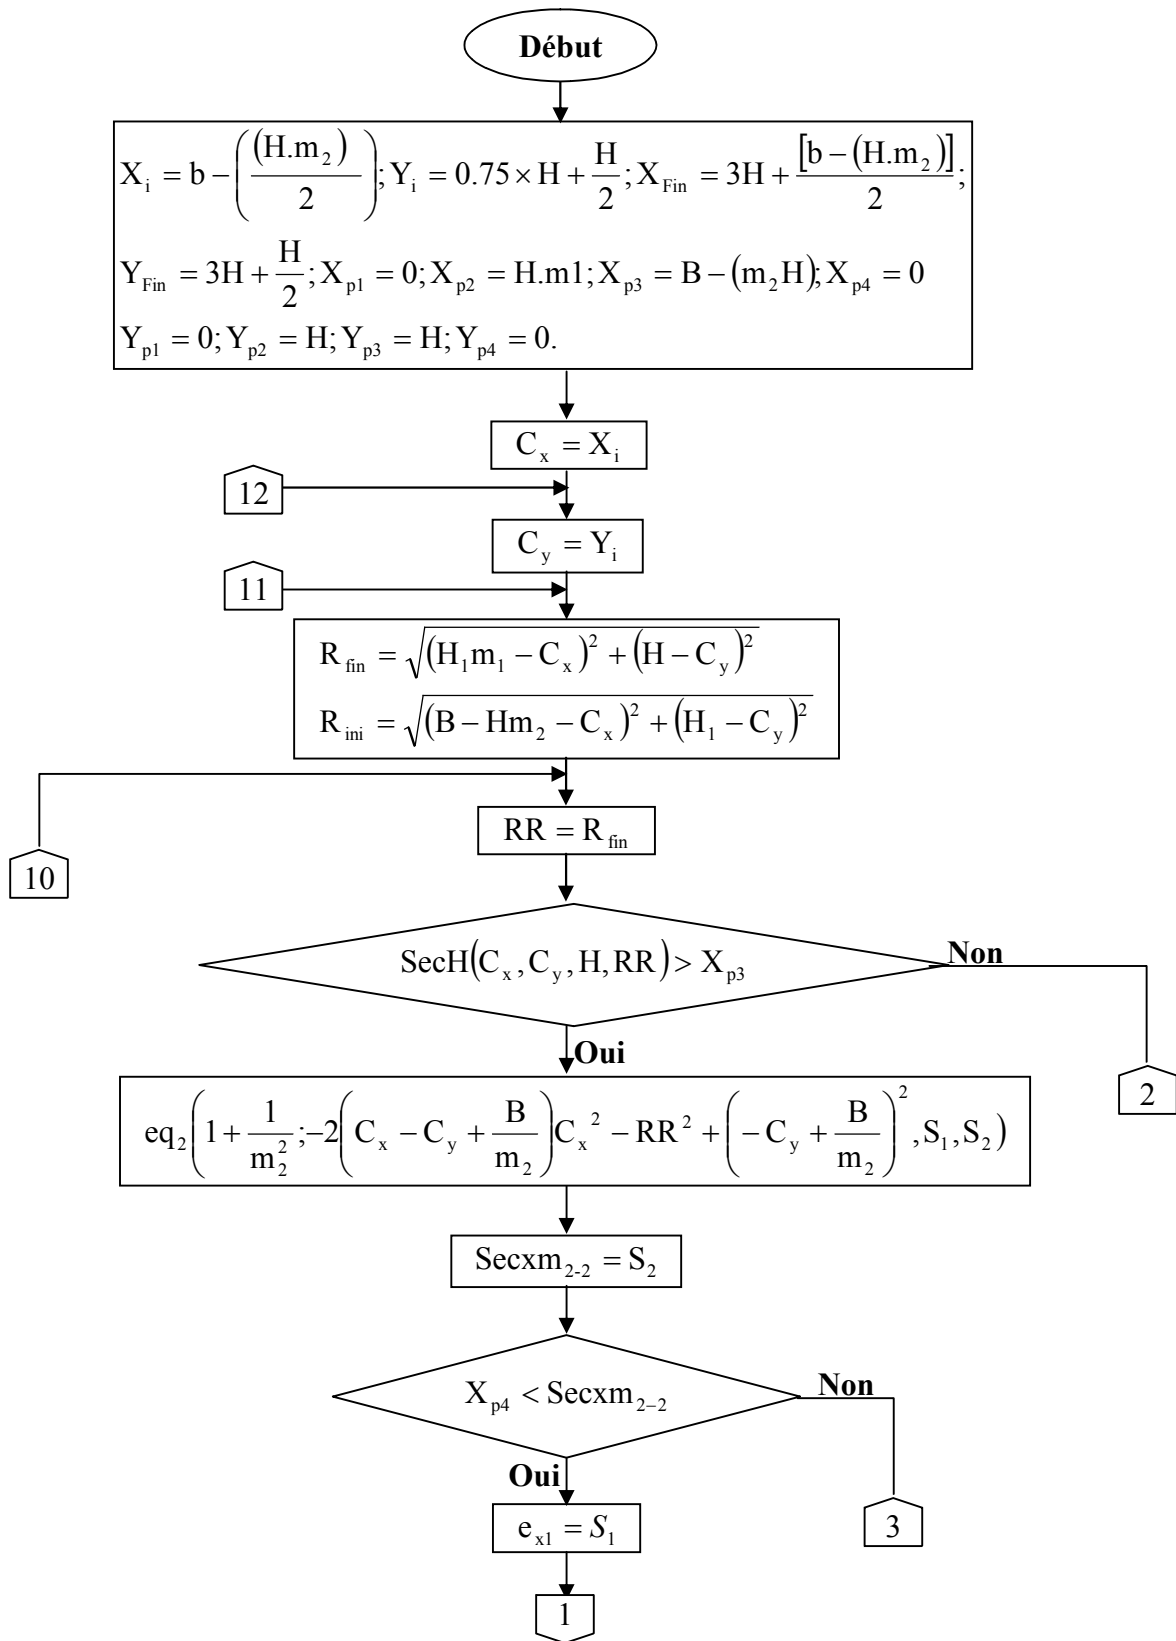 Début
X_i = b − ((H.m_2)/2); Y_i = 0.75 × H + H/2; X_Fin = 3H + [b − (H.m_2)]/2;
Y_Fin = 3H + H/2; X_p1 = 0; X_p2 = H.m1; X_p3 = B − (m_2H); X_p4 = 0
Y_p1 = 0; Y_p2 = H; Y_p3 = H; Y_p4 = 0.
C_x = X_i
12
C_y = Y_i
11
R_fin = √((H_1m_1 − C_x)^2 + (H − C_y)^2)
R_ini = √((B − Hm_2 − C_x)^2 + (H_1 − C_y)^2)
RR = R_fin
10
SecH(C_x, C_y, H, RR) > X_p3
Non
Oui
2
eq_2(1 + 1/m_2^2; −2(C_x − C_y + B/m_2)C_x^2 − RR^2 + (−C_y + B/m_2)^2, S_1, S_2)
Secxm_2-2 = S_2
X_p4 < Secxm_2−2
Non
Oui
e_x1 = S_1
3
1